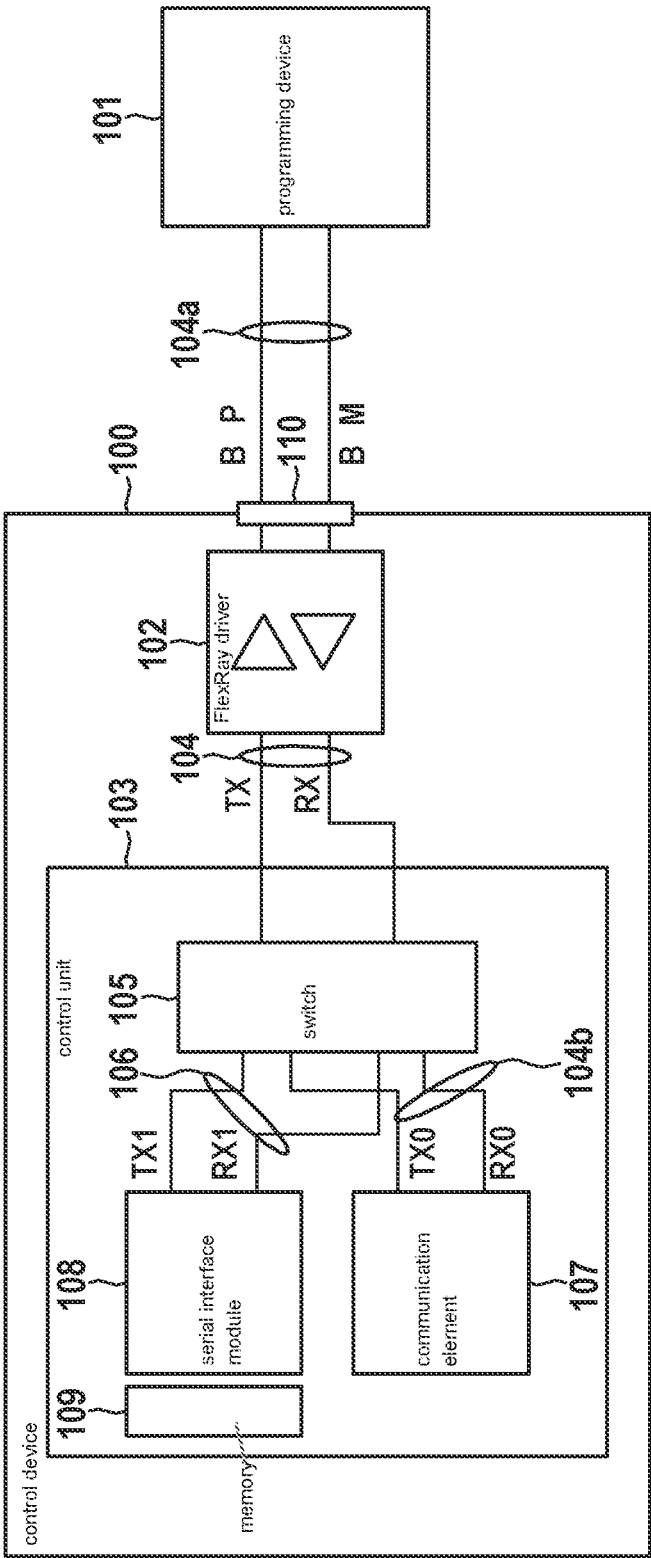 control device
100
101
control unit
103
109
memory
108
serial interface
module
TX1
RX1
106
105
switch
TX
RX
104
102
FlexRay driver
B P
B M
110
104a
programming device
107
communication
element
TX0
RX0
104b